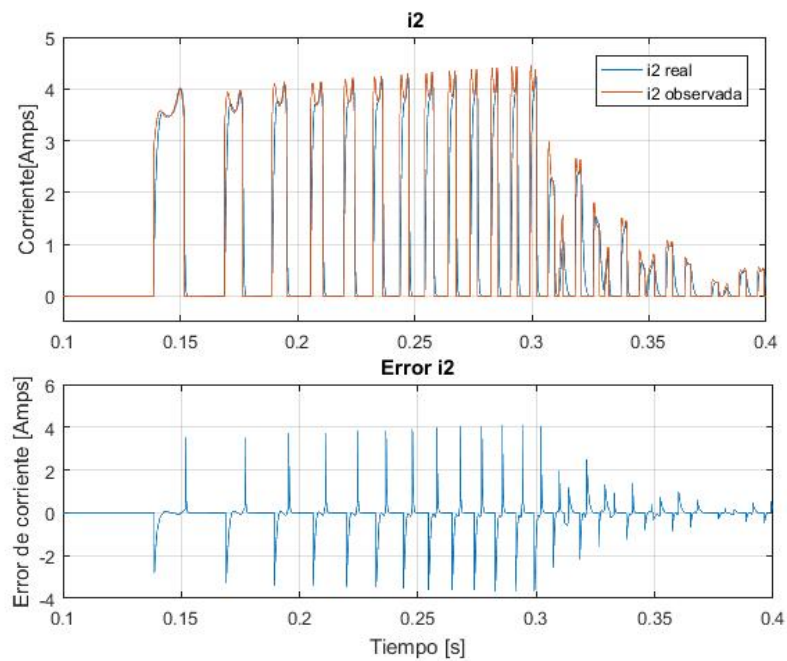 i2
Corriente[Amps]
5
4
3
2
1
0
i2 real
i2 observada
0.1 0.15 0.2 0.25 0.3 0.35 0.4
Error i2
Error de corriente [Amps]
6
4
2
0
-2
-4
0.1 0.15 0.2 0.25 0.3 0.35 0.4
Tiempo [s]